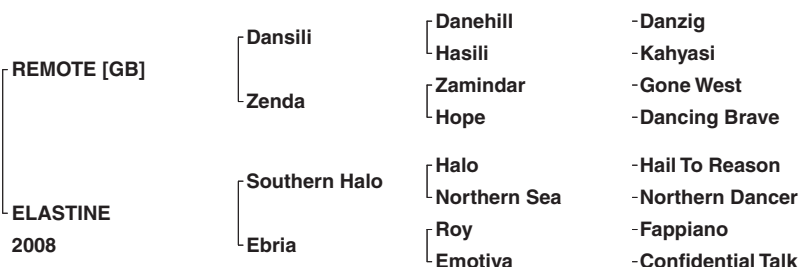 Danehill -Danzig
Dansili
Hasili -Kahyasi
REMOTE [GB]
Zamindar -Gone West
Zenda
Hope -Dancing Brave
Halo -Hail To Reason
Southern Halo
Northern Sea -Northern Dancer
ELASTINE
Roy -Fappiano
2008 Ebria
Emotiva -Confidential Talk